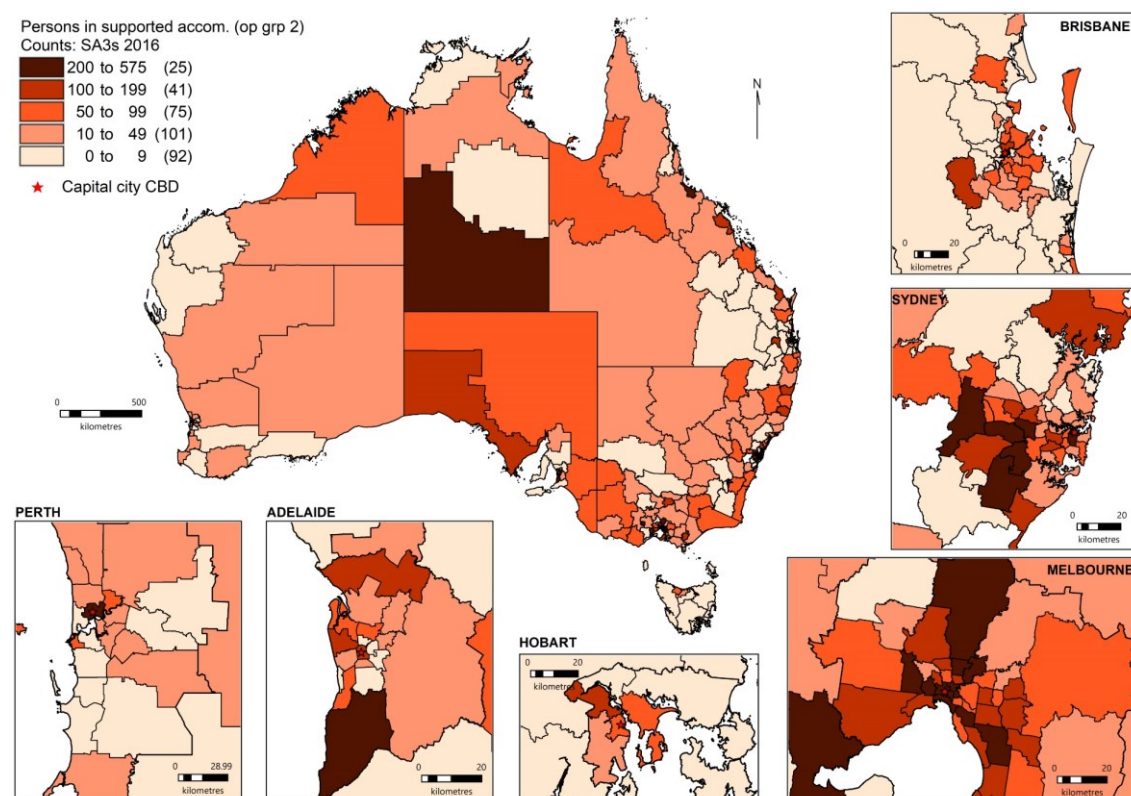 Persons in supported accom. (op grp 2)
Counts: SA3s 2016
200 to 575 (25)
100 to 199 (41)
50 to 99 (75)
10 to 49 (101)
0 to 9 (92)
Capital city CBD
N
0 500
kilometres
BRISBANE
0 20
kilometres
SYDNEY
0 20
kilometres
PERTH
0 28.99
kilometres
ADELAIDE
0 20
kilometres
HOBART
0 20
kilometres
MELBOURNE
0 20
kilometres